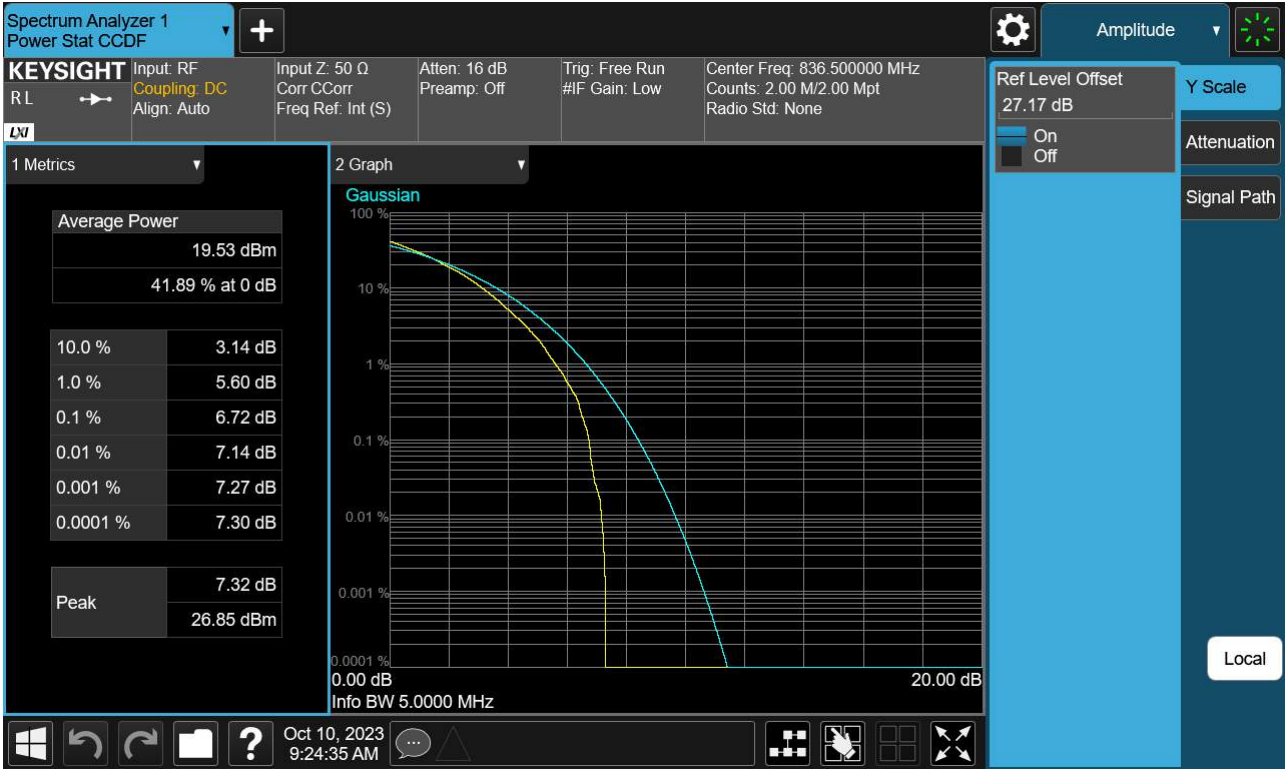 Spectrum Analyzer 1
Power Stat CCDF
Amplitude
KEYSIGHT
R L
LXI
Input: RF
Coupling: DC
Align: Auto
Input Z: 50 Ω
Corr CCorr
Freq Ref: Int (S)
Atten: 16 dB
Preamp: Off
Trig: Free Run
#IF Gain: Low
Center Freq: 836.500000 MHz
Counts: 2.00 M/2.00 Mpt
Radio Std: None
Ref Level Offset
27.17 dB
On
Off
Y Scale
Attenuation
Signal Path
1 Metrics
Average Power
19.53 dBm
41.89 % at 0 dB
10.0 % 3.14 dB
1.0 % 5.60 dB
0.1 % 6.72 dB
0.01 % 7.14 dB
0.001 % 7.27 dB
0.0001 % 7.30 dB
Peak
7.32 dB
26.85 dBm
2 Graph
Gaussian
100 %
10 %
1 %
0.1 %
0.01 %
0.001 %
0.0001 %
0.00 dB 20.00 dB
Info BW 5.0000 MHz
Local
?
Oct 10, 2023
9:24:35 AM